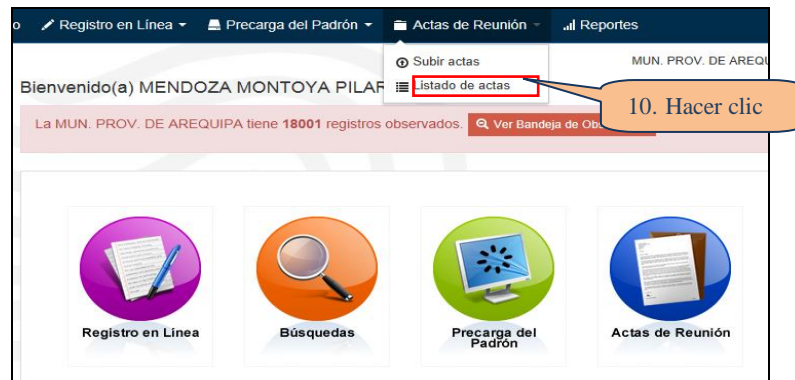 o Registro en Línea Precarga del Padrón Actas de Reunión Reportes
Subir actas
MUN. PROV. DE AREQU
Bienvenido(a) MENDOZA MONTOYA PILAR
Listado de actas
10. Hacer clic
La MUN. PROV. DE AREQUIPA tiene 18001 registros observados. Ver Bandeja de Ob
Registro en Línea Búsquedas Precarga del Actas de Reunión
Padrón